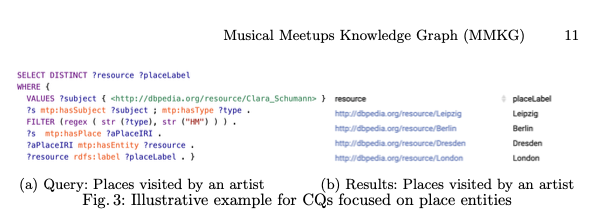 Musical Meetups Knowledge Graph (MMKG) 11
SELECT DISTINCT ?resource ?placeLabel
WHERE {
VALUES ?subject { <http://dbpedia.org/resource/Clara_Schumann> }
?s mtp:hasSubject ?subject ; mtp:hasType ?type .
FILTER (regex ( str (?type), str ("HM") ) ) .
?s mtp:hasPlace ?aPlaceIRI .
?aPlaceIRI mtp:hasEntity ?resource .
?resource rdfs:label ?placeLabel . }
resource placeLabel
http://dbpedia.org/resource/Leipzig Leipzig
http://dbpedia.org/resource/Berlin Berlin
http://dbpedia.org/resource/Dresden Dresden
http://dbpedia.org/resource/London London
(a) Query: Places visited by an artist
(b) Results: Places visited by an artist
Fig. 3: Illustrative example for CQs focused on place entities